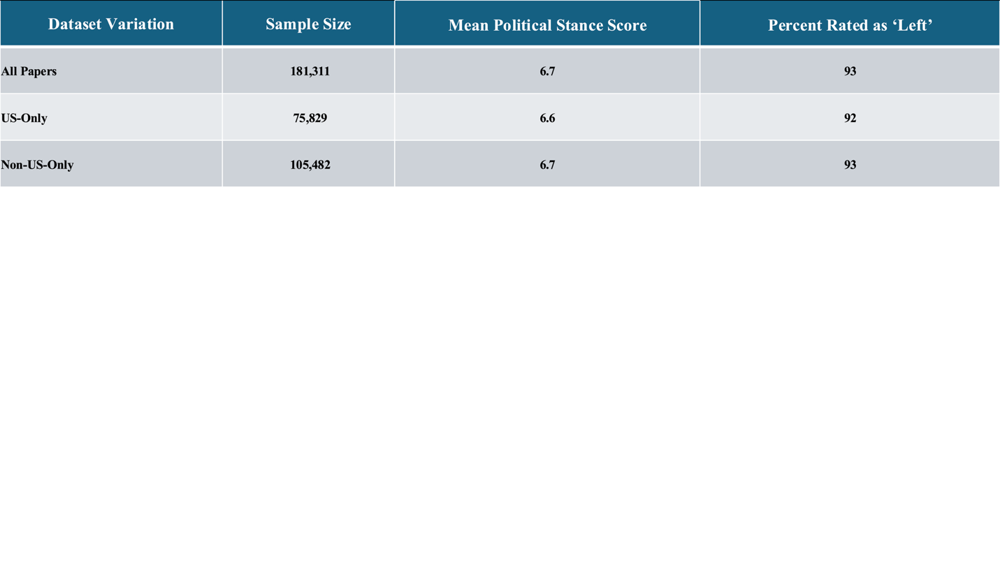 Dataset Variation Sample Size Mean Political Stance Score Percent Rated as ‘Left’
All Papers 181,311 6.7 93
US-Only 75,829 6.6 92
Non-US-Only 105,482 6.7 93